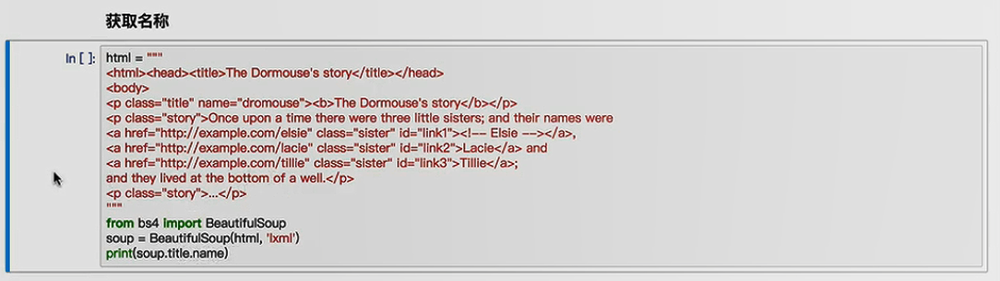 获取名称
In [ ]:
html = """
<html><head><title>The Dormouse's story</title></head>
<body>
<p class="title" name="dromouse"><b>The Dormouse's story</b></p>
<p class="story">Once upon a time there were three little sisters; and their names were
<a href="http://example.com/elsie" class="sister" id="link1"><!-- Elsie --></a>,
<a href="http://example.com/lacie" class="sister" id="link2">Lacie</a> and
<a href="http://example.com/tillie" class="sister" id="link3">Tillie</a>;
and they lived at the bottom of a well.</p>
<p class="story">...</p>
"""
from bs4 import BeautifulSoup
soup = BeautifulSoup(html, 'lxml')
print(soup.title.name)